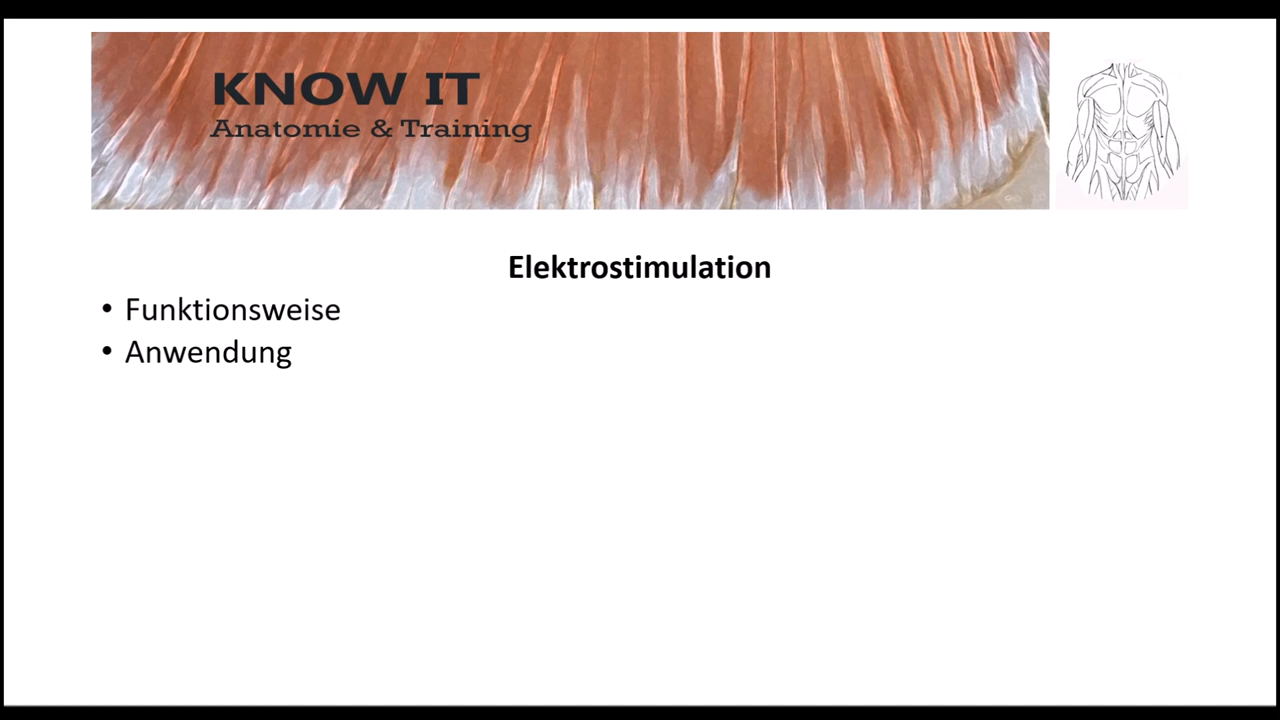 KNOW IT
Anatomie & Training
Elektrostimulation
• Funktionsweise
• Anwendung